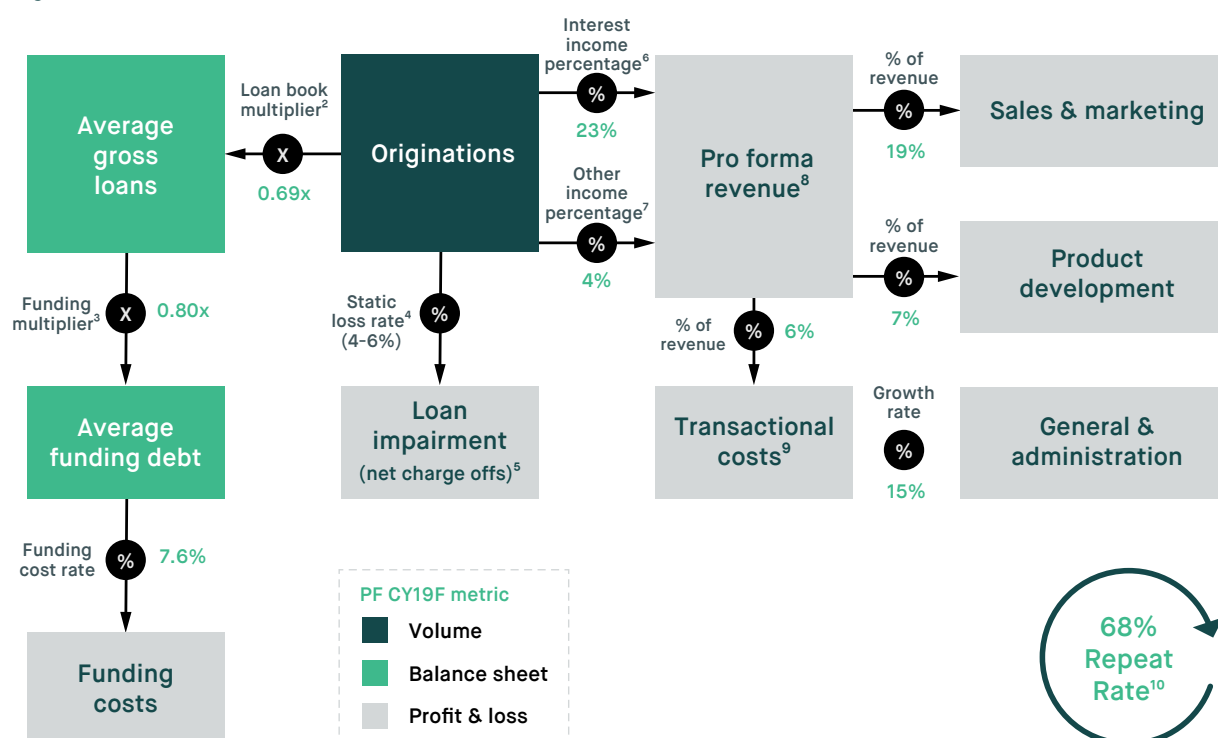 Average
gross
loans
Loan book
multiplier²
X
0.69x
Originations
Interest
income
percentage⁶
%
23%
Other
income
percentage⁷
%
4%
Pro forma
revenue⁸
% of
revenue
%
19%
Sales & marketing
% of
revenue
%
7%
Product
development
Funding
multiplier³
X
0.80x
Static
loss rate⁴
(4-6%)
%
% of
revenue
%
6%
Average
funding debt
Loan
impairment
(net charge offs)⁵
Transactional
costs⁹
Growth
rate
%
15%
General &
administration
Funding
cost rate
%
7.6%
Funding
costs
PF CY19F metric
Volume
Balance sheet
Profit & loss
68%
Repeat
Rate¹⁰